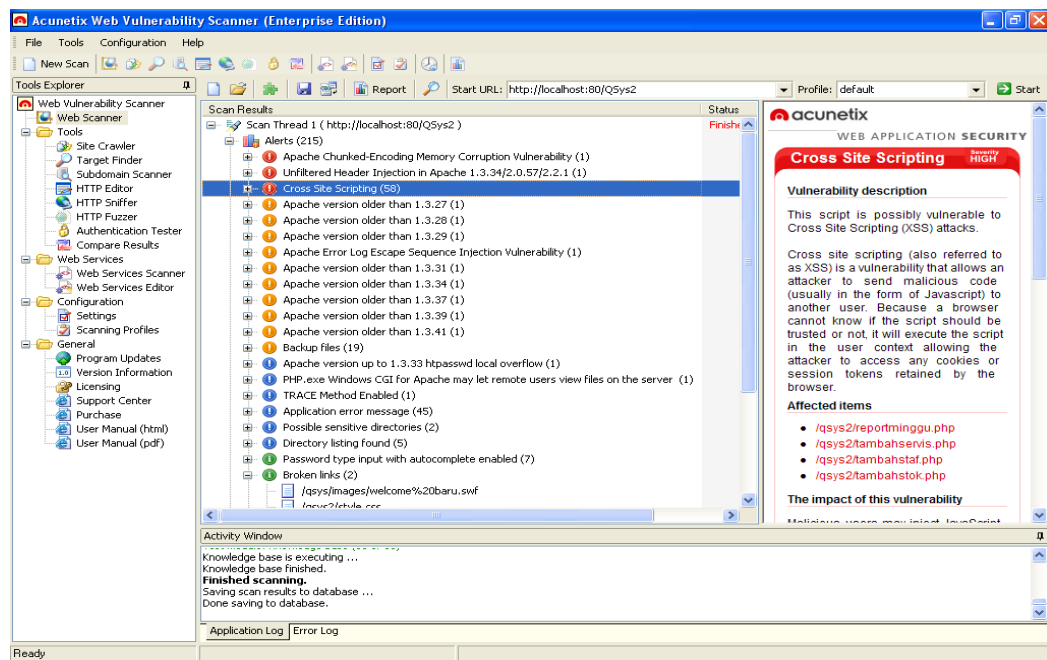 Acunetix Web Vulnerability Scanner (Enterprise Edition)
File Tools Configuration Help
New Scan
Tools Explorer
Report
Start URL: http://localhost:80/QSys2
Profile: default
Start
Web Vulnerability Scanner
Web Scanner
Tools
Site Crawler
Target Finder
Subdomain Scanner
HTTP Editor
HTTP Sniffer
HTTP Fuzzer
Authentication Tester
Compare Results
Web Services
Web Services Scanner
Web Services Editor
Configuration
Settings
Scanning Profiles
General
Program Updates
1.0 Version Information
Licensing
Support Center
Purchase
User Manual (html)
User Manual (pdf)
Scan Results Status
Scan Thread 1 ( http://localhost:80/QSys2 ) Finishe
Alerts (215)
Apache Chunked-Encoding Memory Corruption Vulnerability (1)
Unfiltered Header Injection in Apache 1.3.34/2.0.57/2.2.1 (1)
Cross Site Scripting (58)
Apache version older than 1.3.27 (1)
Apache version older than 1.3.28 (1)
Apache version older than 1.3.29 (1)
Apache Error Log Escape Sequence Injection Vulnerability (1)
Apache version older than 1.3.31 (1)
Apache version older than 1.3.34 (1)
Apache version older than 1.3.37 (1)
Apache version older than 1.3.39 (1)
Apache version older than 1.3.41 (1)
Backup files (19)
Apache version up to 1.3.33 htpasswd local overflow (1)
PHP.exe Windows CGI for Apache may let remote users view files on the server (1)
TRACE Method Enabled (1)
Application error message (45)
Possible sensitive directories (2)
Directory listing found (5)
Password type input with autocomplete enabled (7)
Broken links (2)
/qsys/images/welcome%20baru.swf
/qsys2/style.css
acunetix
WEB APPLICATION SECURITY
Cross Site Scripting
Severity
HIGH
Vulnerability description
This script is possibly vulnerable to
Cross Site Scripting (XSS) attacks.
Cross site scripting (also referred to
as XSS) is a vulnerability that allows an
attacker to send malicious code
(usually in the form of Javascript) to
another user. Because a browser
cannot know if the script should be
trusted or not, it will execute the script
in the user context allowing the
attacker to access any cookies or
session tokens retained by the
browser.
Affected items
/qsys2/reportminggu.php
/qsys2/tambahservis.php
/qsys2/tambahstaf.php
/qsys2/tambahstok.php
The impact of this vulnerability
Malicious users may inject JavaScript
Activity Window
Knowledge base is executing ...
Knowledge base finished.
Finished scanning.
Saving scan results to database ...
Done saving to database.
Application Log Error Log
Ready